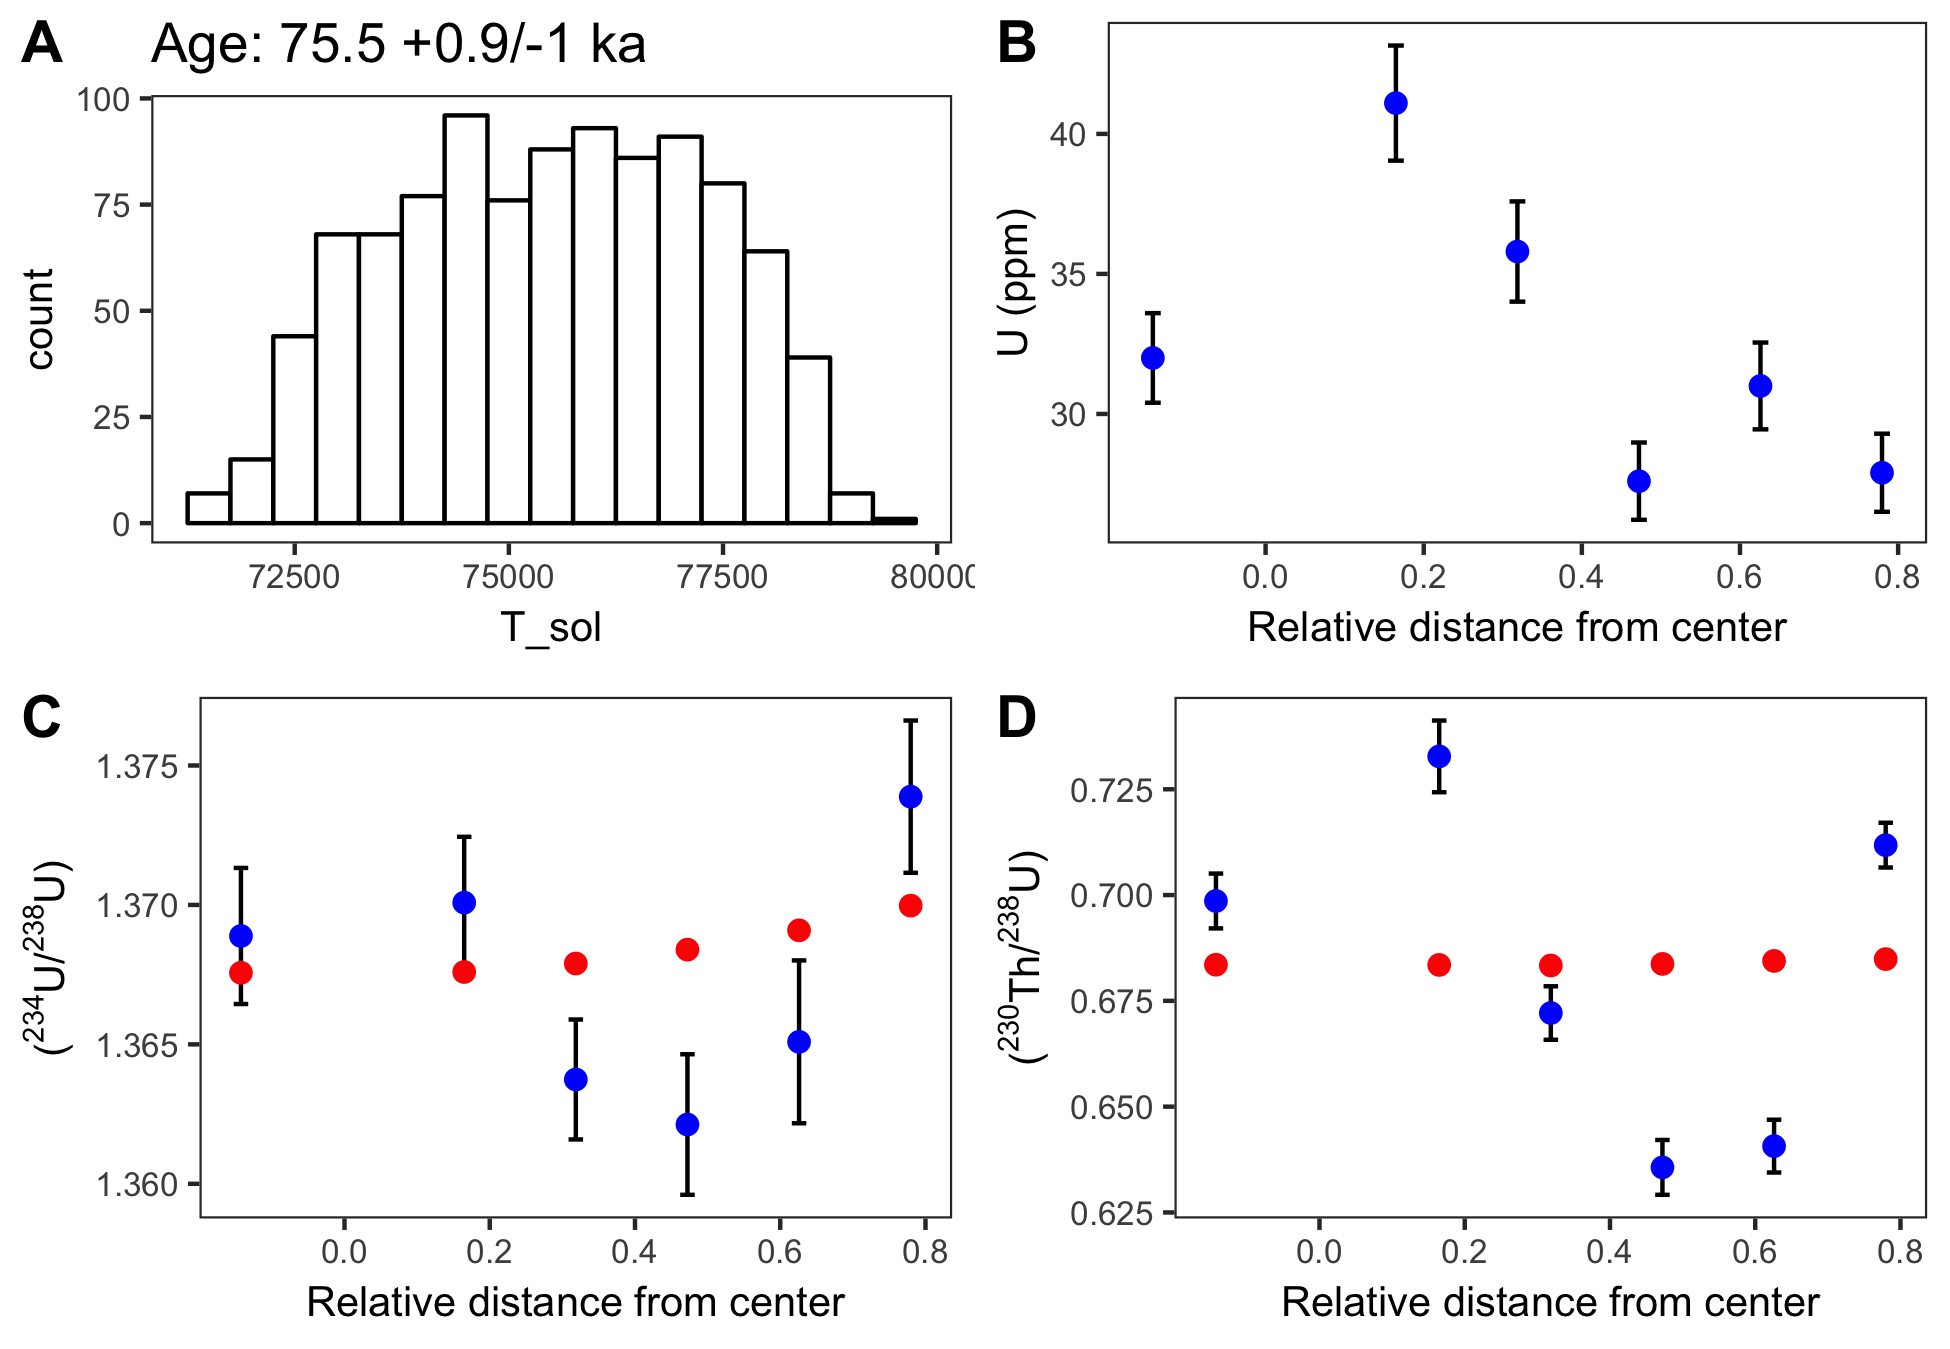 A Age: 75.5 +0.9/-1 ka
100
75
50
25
0
count
72500 75000 77500 80000
T_sol
B
40
35
30
U (ppm)
0.0 0.2 0.4 0.6 0.8
Relative distance from center
C
1.375
1.370
1.365
1.360
(²³⁴U/²³⁸U)
0.0 0.2 0.4 0.6 0.8
Relative distance from center
D
0.725
0.700
0.675
0.650
0.625
(²³⁰Th/²³⁸U)
0.0 0.2 0.4 0.6 0.8
Relative distance from center